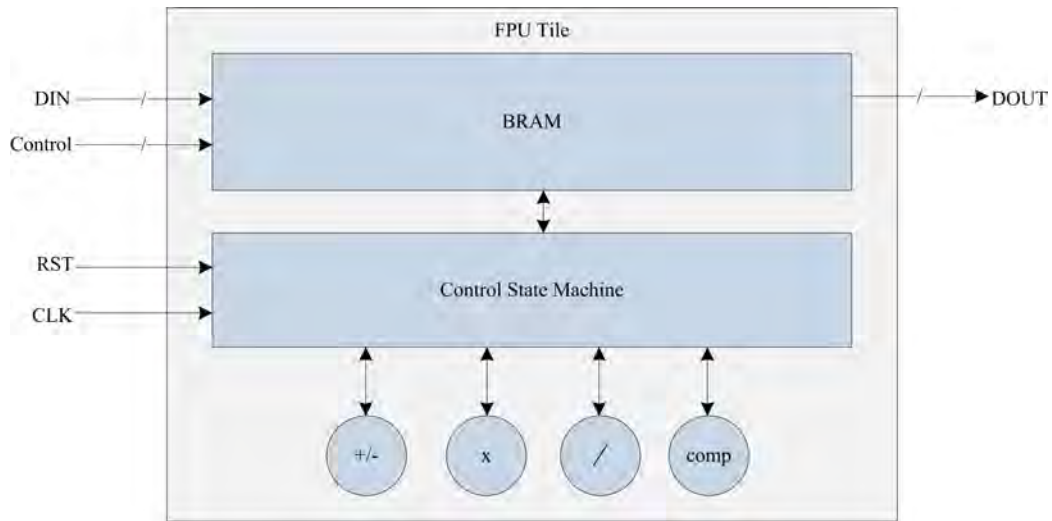 FPU Tile
DIN
BRAM
DOUT
Control
RST
Control State Machine
CLK
+/-
x
/
comp